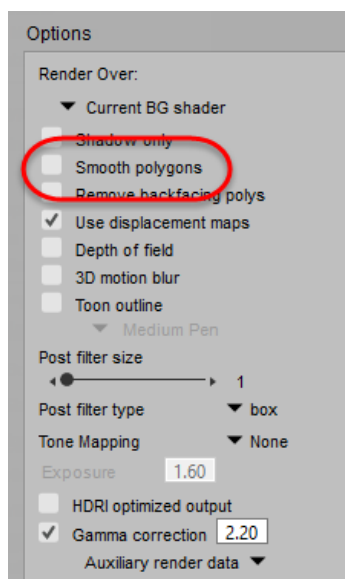 Options
Render Over:
Current BG shader
Shadow only
Smooth polygons
Remove backfacing polys
Use displacement maps
Depth of field
3D motion blur
Toon outline
Medium Pen
Post filter size
1
Post filter type box
Tone Mapping None
Exposure 1.60
HDRI optimized output
Gamma correction 2.20
Auxiliary render data